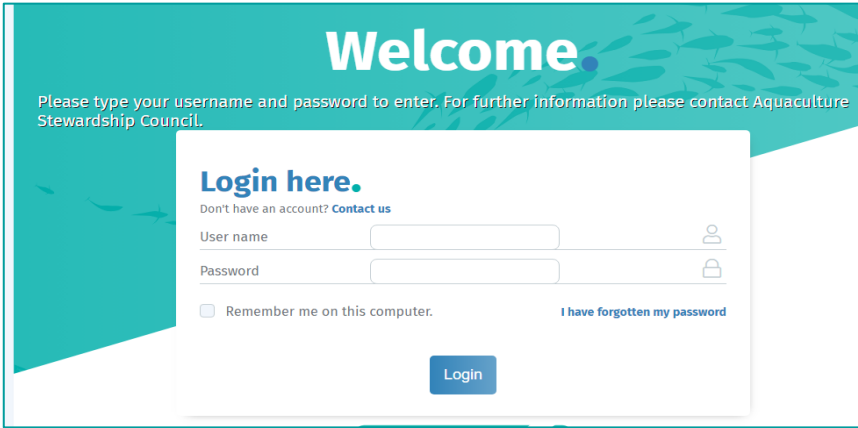 Welcome.
Please type your username and password to enter. For further information please contact Aquaculture
Stewardship Council.
Login here.
Don't have an account? Contact us
User name
Password
Remember me on this computer. I have forgotten my password
Login